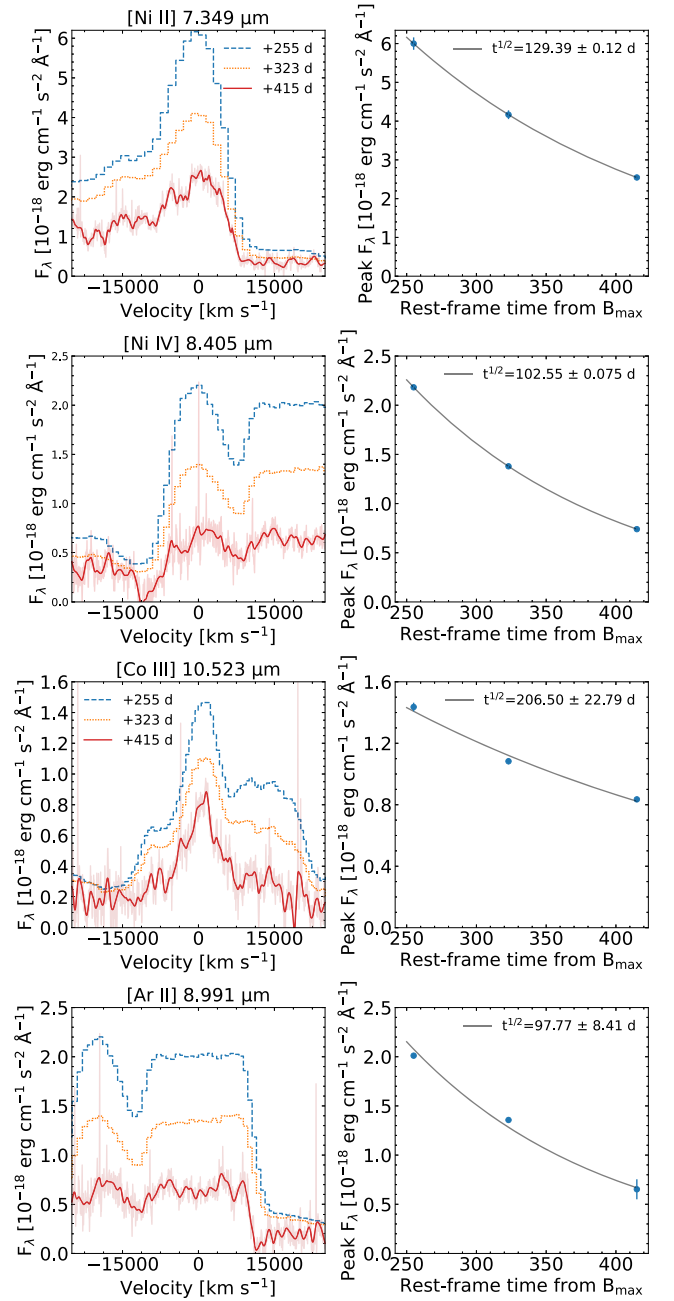 [Ni II] 7.349 µm
F_λ [10⁻¹⁸ erg cm⁻¹ s⁻² Å⁻¹]
6
5
4
3
2
1
0
+255 d
+323 d
+415 d
−15000 0 15000
Velocity [km s⁻¹]
Peak F_λ [10⁻¹⁸ erg cm⁻¹ s⁻² Å⁻¹]
6
5
4
3
2
1
0
t^{1/2}=129.39 ± 0.12 d
250 300 350 400
Rest-frame time from B_max
[Ni IV] 8.405 µm
F_λ [10⁻¹⁸ erg cm⁻¹ s⁻² Å⁻¹]
2.5
2.0
1.5
1.0
0.5
0.0
−15000 0 15000
Velocity [km s⁻¹]
Peak F_λ [10⁻¹⁸ erg cm⁻¹ s⁻² Å⁻¹]
2.5
2.0
1.5
1.0
0.5
0.0
t^{1/2}=102.55 ± 0.075 d
250 300 350 400
Rest-frame time from B_max
[Co III] 10.523 µm
F_λ [10⁻¹⁸ erg cm⁻¹ s⁻² Å⁻¹]
1.6
1.4
1.2
1.0
0.8
0.6
0.4
0.2
0.0
+255 d
+323 d
+415 d
−15000 0 15000
Velocity [km s⁻¹]
Peak F_λ [10⁻¹⁸ erg cm⁻¹ s⁻² Å⁻¹]
1.6
1.2
0.8
0.4
0.0
t^{1/2}=206.50 ± 22.79 d
250 300 350 400
Rest-frame time from B_max
[Ar II] 8.991 µm
F_λ [10⁻¹⁸ erg cm⁻¹ s⁻² Å⁻¹]
2.5
2.0
1.5
1.0
0.5
0.0
−15000 0 15000
Velocity [km s⁻¹]
Peak F_λ [10⁻¹⁸ erg cm⁻¹ s⁻² Å⁻¹]
2.5
2.0
1.5
1.0
0.5
0.0
t^{1/2}=97.77 ± 8.41 d
250 300 350 400
Rest-frame time from B_max